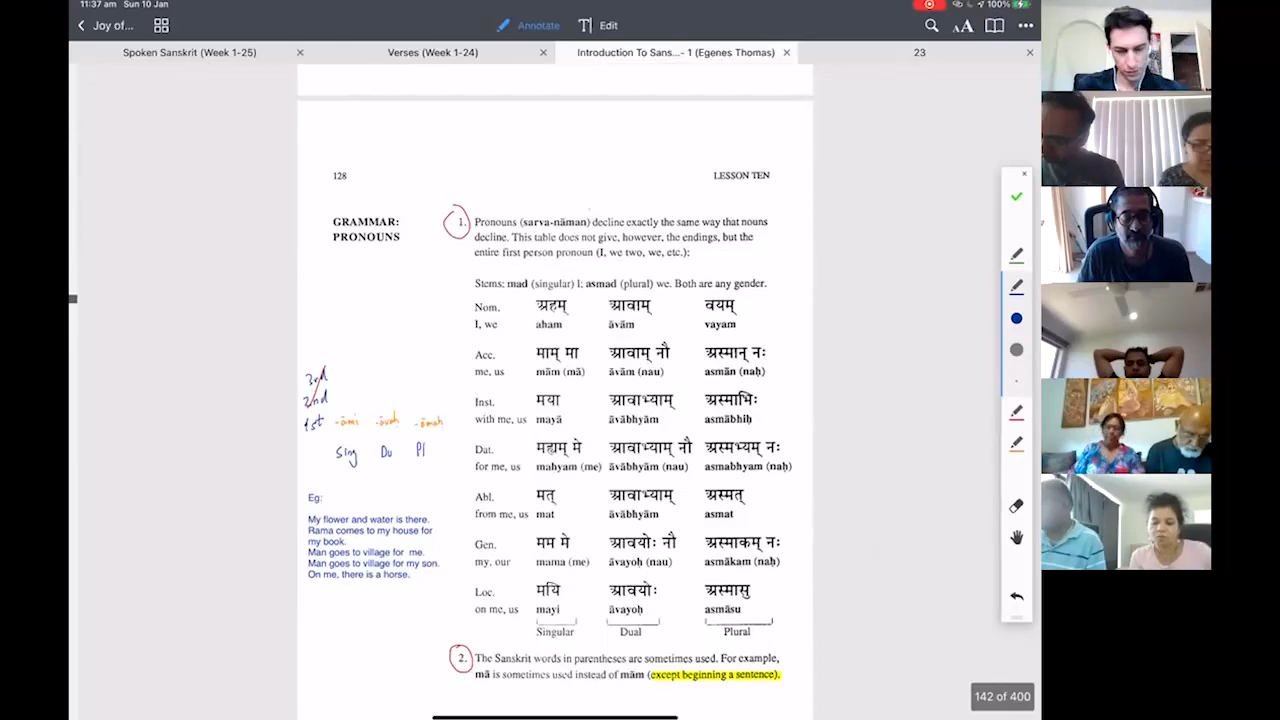 11:37 am Sun 10 Jan
100%
Joy of...
Annotate
Edit
AA
Spoken Sanskrit (Week 1-25)
Verses (Week 1-24)
Introduction To Sans...- 1 (Egenes Thomas)
23
128
LESSON TEN
GRAMMAR:
PRONOUNS
1. Pronouns (sarva-nāman) decline exactly the same way that nouns
decline. This table does not give, however, the endings, but the
entire first person pronoun (I, we two, we, etc.):
Stems: mad (singular) I; asmad (plural) we. Both are any gender.
Nom. अहम् आवाम् वयम्
I, we aham āvām vayam
Acc. माम् मा आवाम् नौ अस्मान् नः
me, us mām (mā) āvām (nau) asmān (naḥ)
Inst. मया आवाभ्याम् अस्माभिः
with me, us mayā āvābhyām asmābhiḥ
Dat. मह्यम् मे आवाभ्याम् नौ अस्मभ्यम् नः
for me, us mahyam (me) āvābhyām (nau) asmabhyam (naḥ)
Abl. मत् आवाभ्याम् अस्मत्
from me, us mat āvābhyām asmat
Gen. मम मे आवयोः नौ अस्माकम् नः
my, our mama (me) āvayoḥ (nau) asmākam (naḥ)
Loc. मयि आवयोः अस्मासु
on me, us mayi āvayoḥ asmāsu
Singular Dual Plural
2. The Sanskrit words in parentheses are sometimes used. For example,
mā is sometimes used instead of mām (except beginning a sentence).
3rd
2nd
1st -āmi -āvaḥ -āmaḥ
Sing Du Pl
Eg:
My flower and water is there.
Rama comes to my house for
my book.
Man goes to village for me.
Man goes to village for my son.
On me, there is a horse.
142 of 400